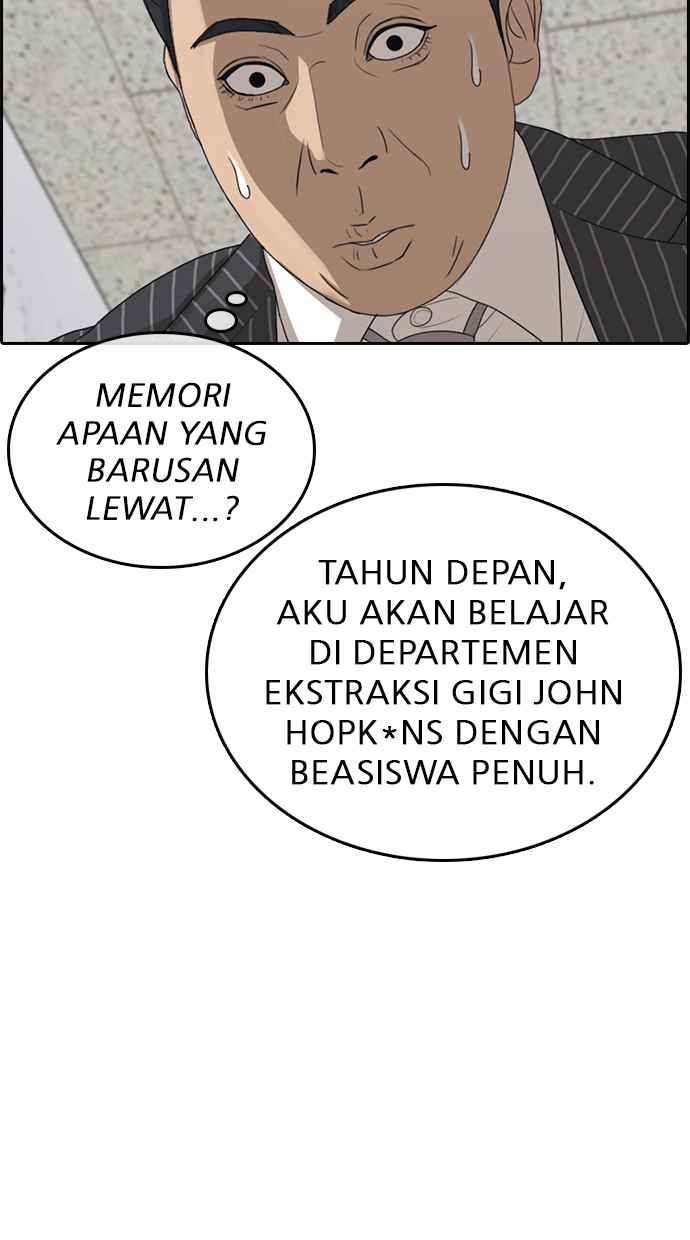 MEMORI
APAAN YANG
BARUSAN
LEWAT...?
TAHUN DEPAN,
AKU AKAN BELAJAR
DI DEPARTEMEN
EKSTRAKSI GIGI JOHN
HOPK*NS DENGAN
BEASISWA PENUH.